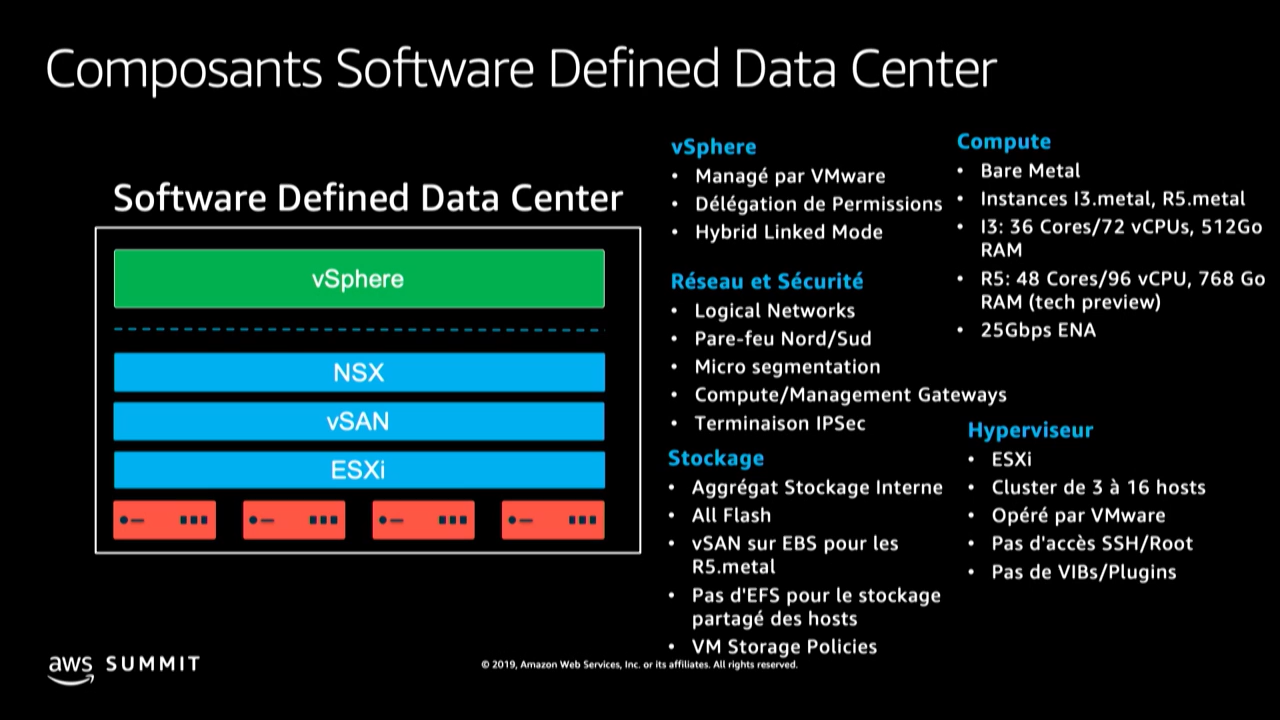 Composants Software Defined Data Center
Software Defined Data Center
vSphere
NSX
vSAN
ESXi
vSphere
• Managé par VMware
• Délégation de Permissions
• Hybrid Linked Mode
Réseau et Sécurité
• Logical Networks
• Pare-feu Nord/Sud
• Micro segmentation
• Compute/Management Gateways
• Terminaison IPSec
Stockage
• Aggrégat Stockage Interne
• All Flash
• vSAN sur EBS pour les
R5.metal
• Pas d'EFS pour le stockage
partagé des hosts
• VM Storage Policies
Compute
• Bare Metal
• Instances I3.metal, R5.metal
• I3: 36 Cores/72 vCPUs, 512Go
RAM
• R5: 48 Cores/96 vCPU, 768 Go
RAM (tech preview)
• 25Gbps ENA
Hyperviseur
• ESXi
• Cluster de 3 à 16 hosts
• Opéré par VMware
• Pas d'accès SSH/Root
• Pas de VIBs/Plugins
aws SUMMIT
© 2019, Amazon Web Services, Inc. or its affiliates. All rights reserved.